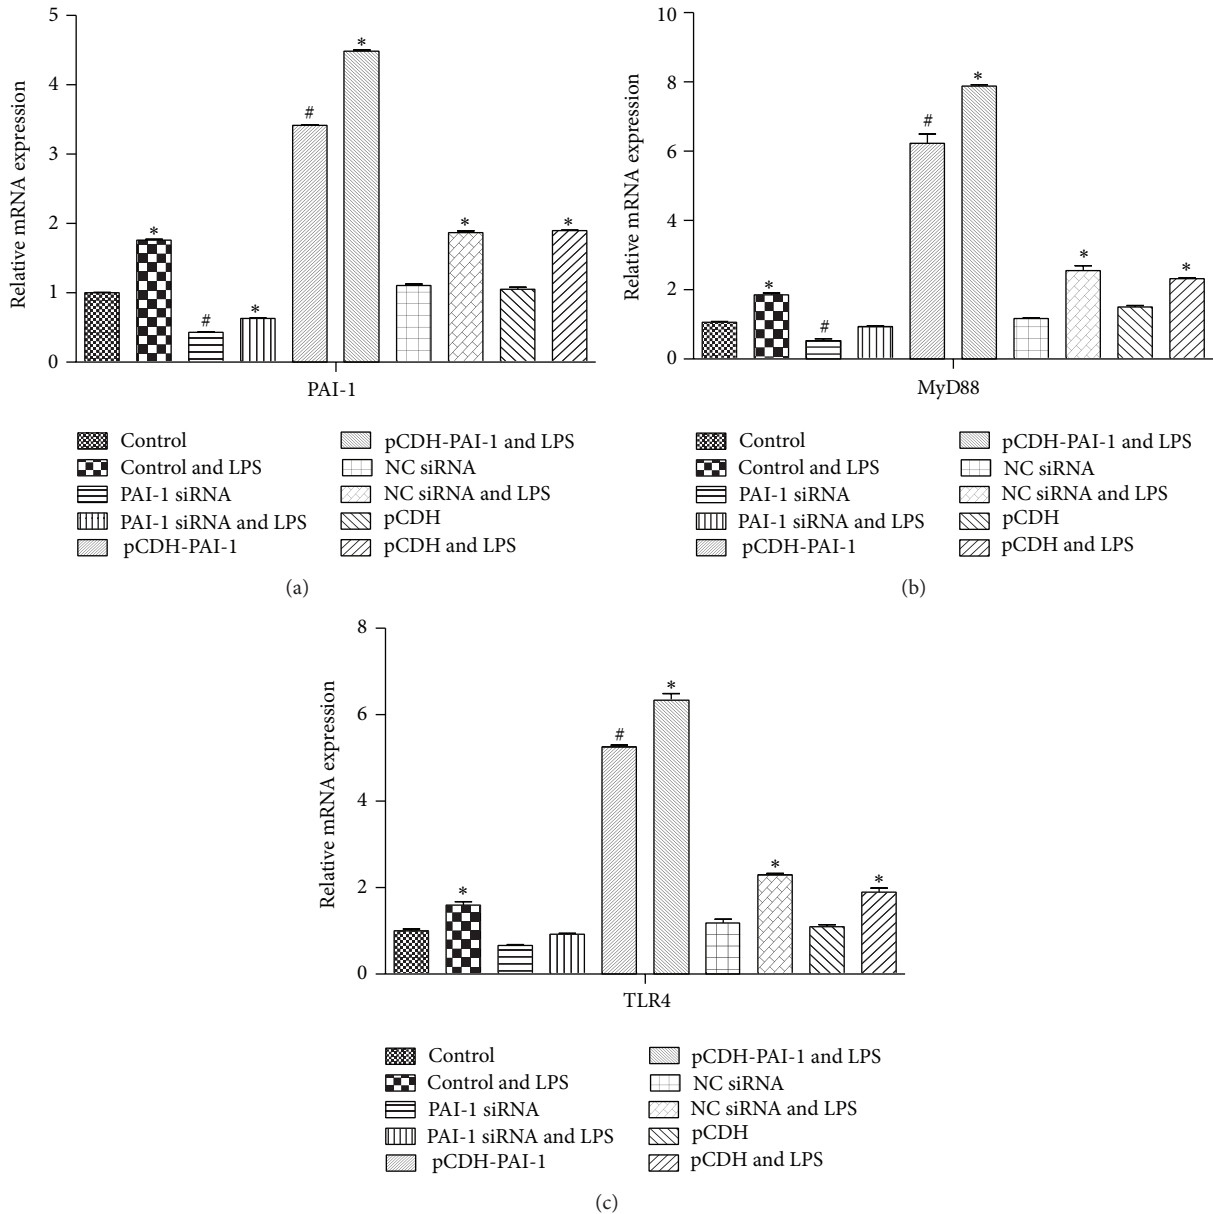 5
4
3
2
1
0
Relative mRNA expression
*
#
*
#
*
*
*
PAI-1
Control
Control and LPS
PAI-1 siRNA
PAI-1 siRNA and LPS
pCDH-PAI-1
pCDH-PAI-1 and LPS
NC siRNA
NC siRNA and LPS
pCDH
pCDH and LPS
(a)
10
8
6
4
2
0
Relative mRNA expression
*
#
#
*
*
*
MyD88
Control
Control and LPS
PAI-1 siRNA
PAI-1 siRNA and LPS
pCDH-PAI-1
pCDH-PAI-1 and LPS
NC siRNA
NC siRNA and LPS
pCDH
pCDH and LPS
(b)
8
6
4
2
0
Relative mRNA expression
*
#
*
*
*
TLR4
Control
Control and LPS
PAI-1 siRNA
PAI-1 siRNA and LPS
pCDH-PAI-1
pCDH-PAI-1 and LPS
NC siRNA
NC siRNA and LPS
pCDH
pCDH and LPS
(c)